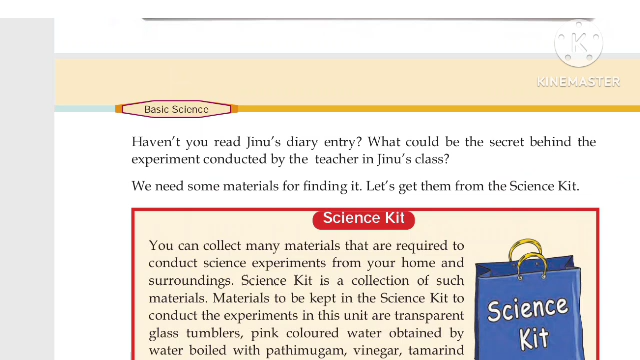 K
KINEMASTER
Basic Science
Haven't you read Jinu's diary entry? What could be the secret behind the
experiment conducted by the teacher in Jinu's class?
We need some materials for finding it. Let's get them from the Science Kit.
Science Kit
You can collect many materials that are required to
conduct science experiments from your home and
surroundings. Science Kit is a collection of such
materials. Materials to be kept in the Science Kit to
conduct the experiments in this unit are transparent
glass tumblers, pink coloured water obtained by
water boiled with pathimugam, vinegar, tamarind
Science
Kit